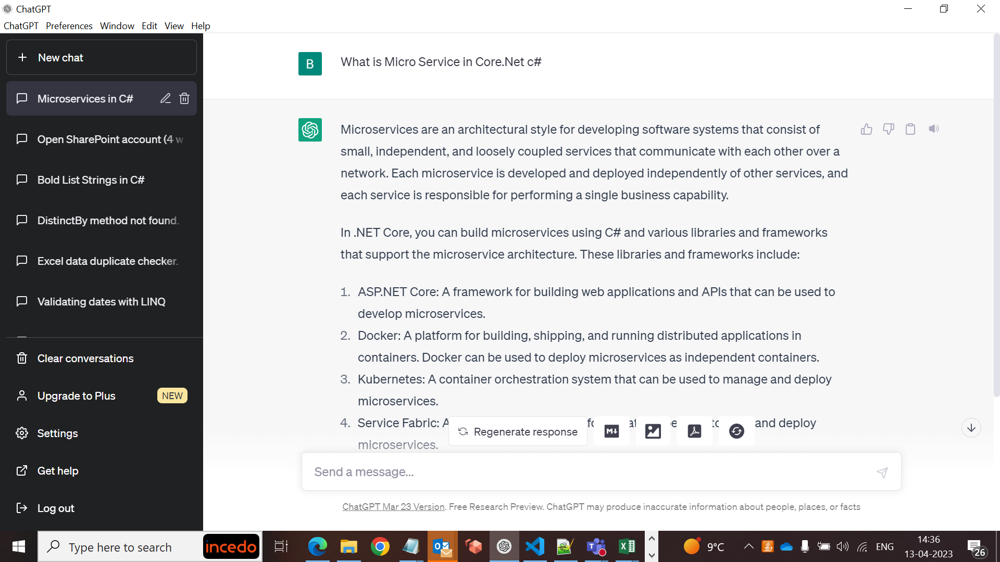 ChatGPT
ChatGPT Preferences Window Edit View Help
New chat
Microservices in C#
Open SharePoint account (4 w
Bold List Strings in C#
DistinctBy method not found.
Excel data duplicate checker.
Validating dates with LINQ
Clear conversations
Upgrade to Plus NEW
Settings
Get help
Log out
B What is Micro Service in Core.Net c#
Microservices are an architectural style for developing software systems that consist of
small, independent, and loosely coupled services that communicate with each other over a
network. Each microservice is developed and deployed independently of other services, and
each service is responsible for performing a single business capability.
In .NET Core, you can build microservices using C# and various libraries and frameworks
that support the microservice architecture. These libraries and frameworks include:
1. ASP.NET Core: A framework for building web applications and APIs that can be used to
develop microservices.
2. Docker: A platform for building, shipping, and running distributed applications in
containers. Docker can be used to deploy microservices as independent containers.
3. Kubernetes: A container orchestration system that can be used to manage and deploy
microservices.
4. Service Fabric: A and deploy
microservices.
Regenerate response
M
Send a message...
ChatGPT Mar 23 Version. Free Research Preview. ChatGPT may produce inaccurate information about people, places, or facts
Type here to search
incedo
9°C
ENG
14:36
13-04-2023
26